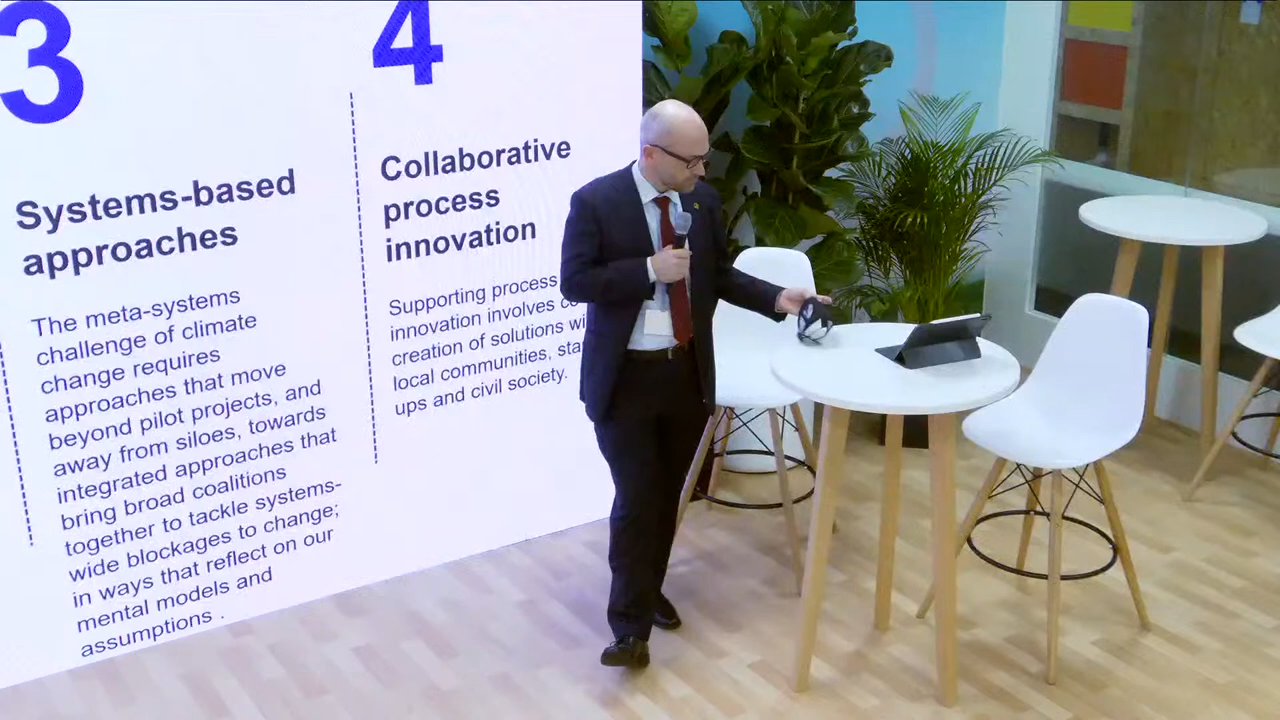 3
Systems-based
approaches
The meta-systems
challenge of climate
change requires
approaches that move
beyond pilot projects, and
away from siloes, towards
integrated approaches that
bring broad coalitions
together to tackle systems-
wide blockages to change;
in ways that reflect on our
mental models and
assumptions .
4
Collaborative
process
innovation
Supporting process
innovation involves
creation of solutions
local communities,
ups and civil society.